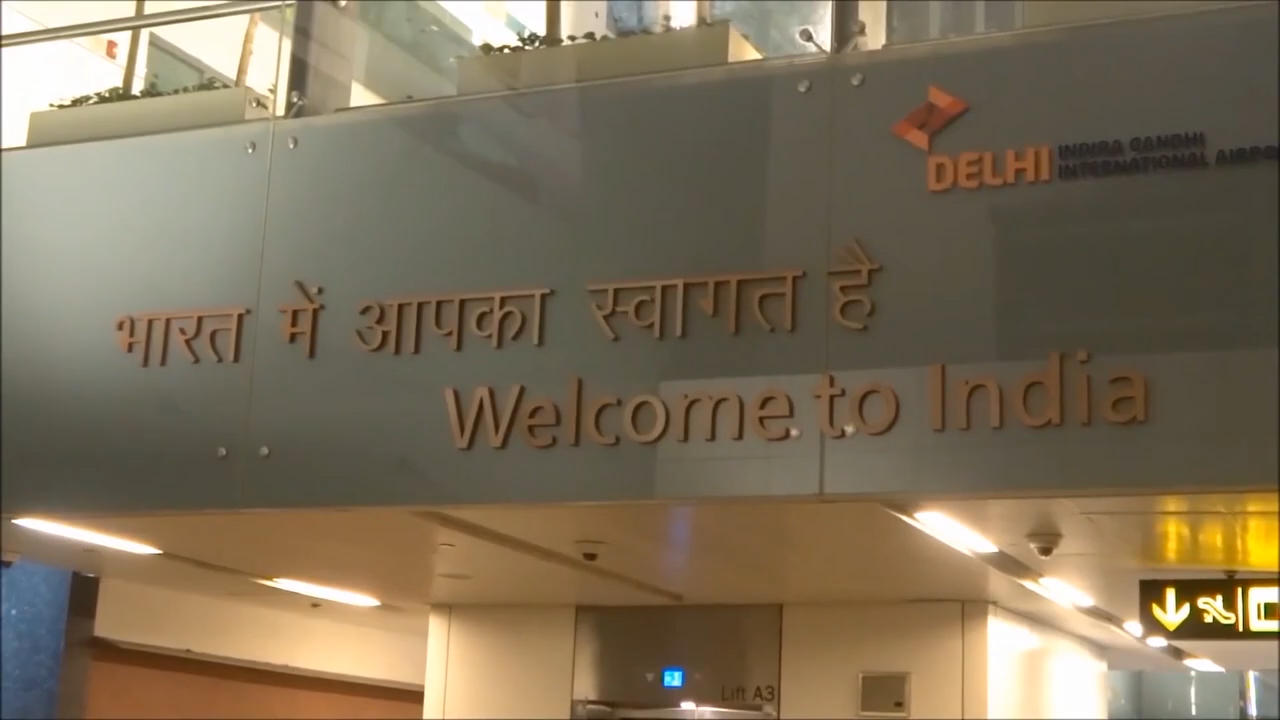 DELHI INDIRA GANDHI
INTERNATIONAL
भारत में आपका स्वागत है
Welcome to India
Lift A3